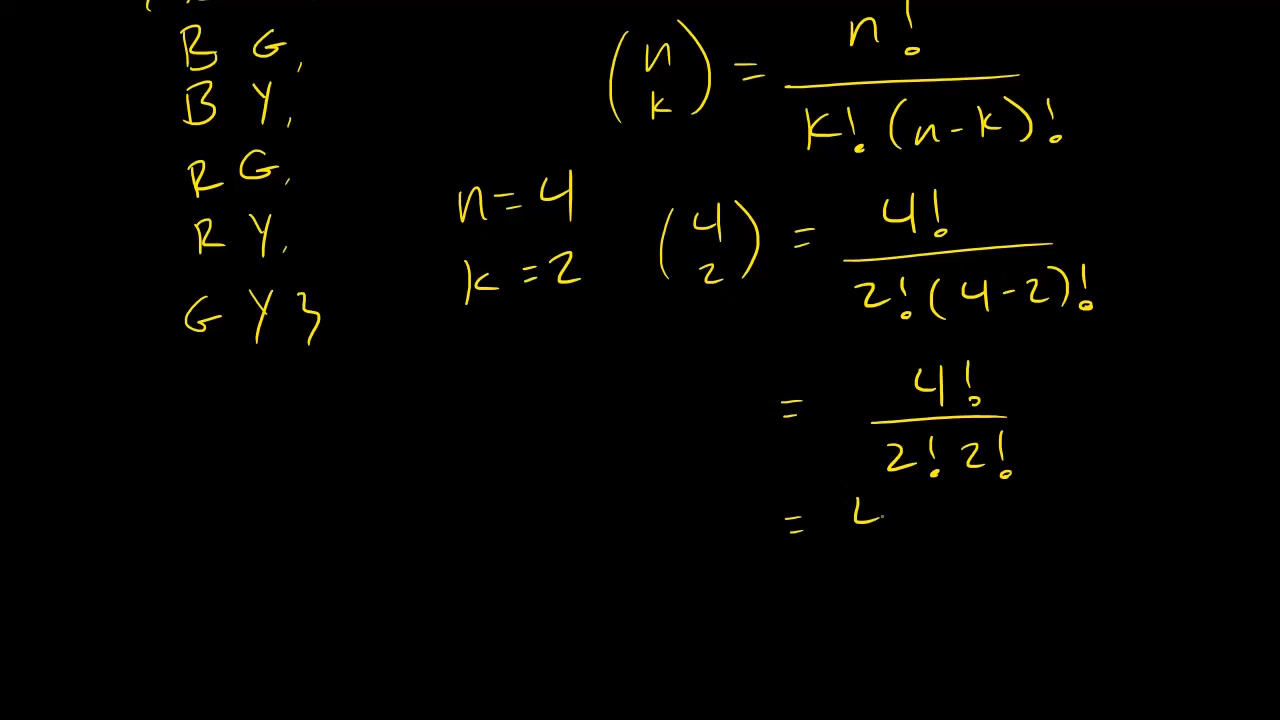 B G,
B Y,
R G,
R Y,
G Y }
(n k) = n! / k! (n - k)!
n = 4
k = 2
(4 2) = 4! / 2! (4 - 2)!
= 4! / 2! 2!
=